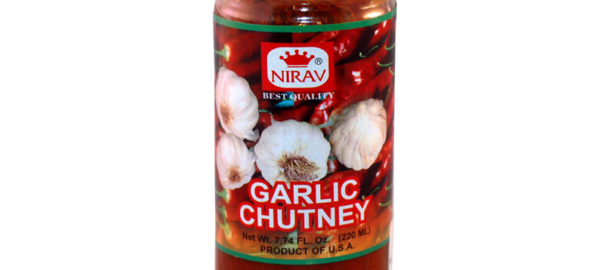 NIRAV®
BEST QUALITY
GARLIC
CHUTNEY
Net Wt. 7.74 FL. Oz. (220 ML)
PRODUCT OF U.S.A.